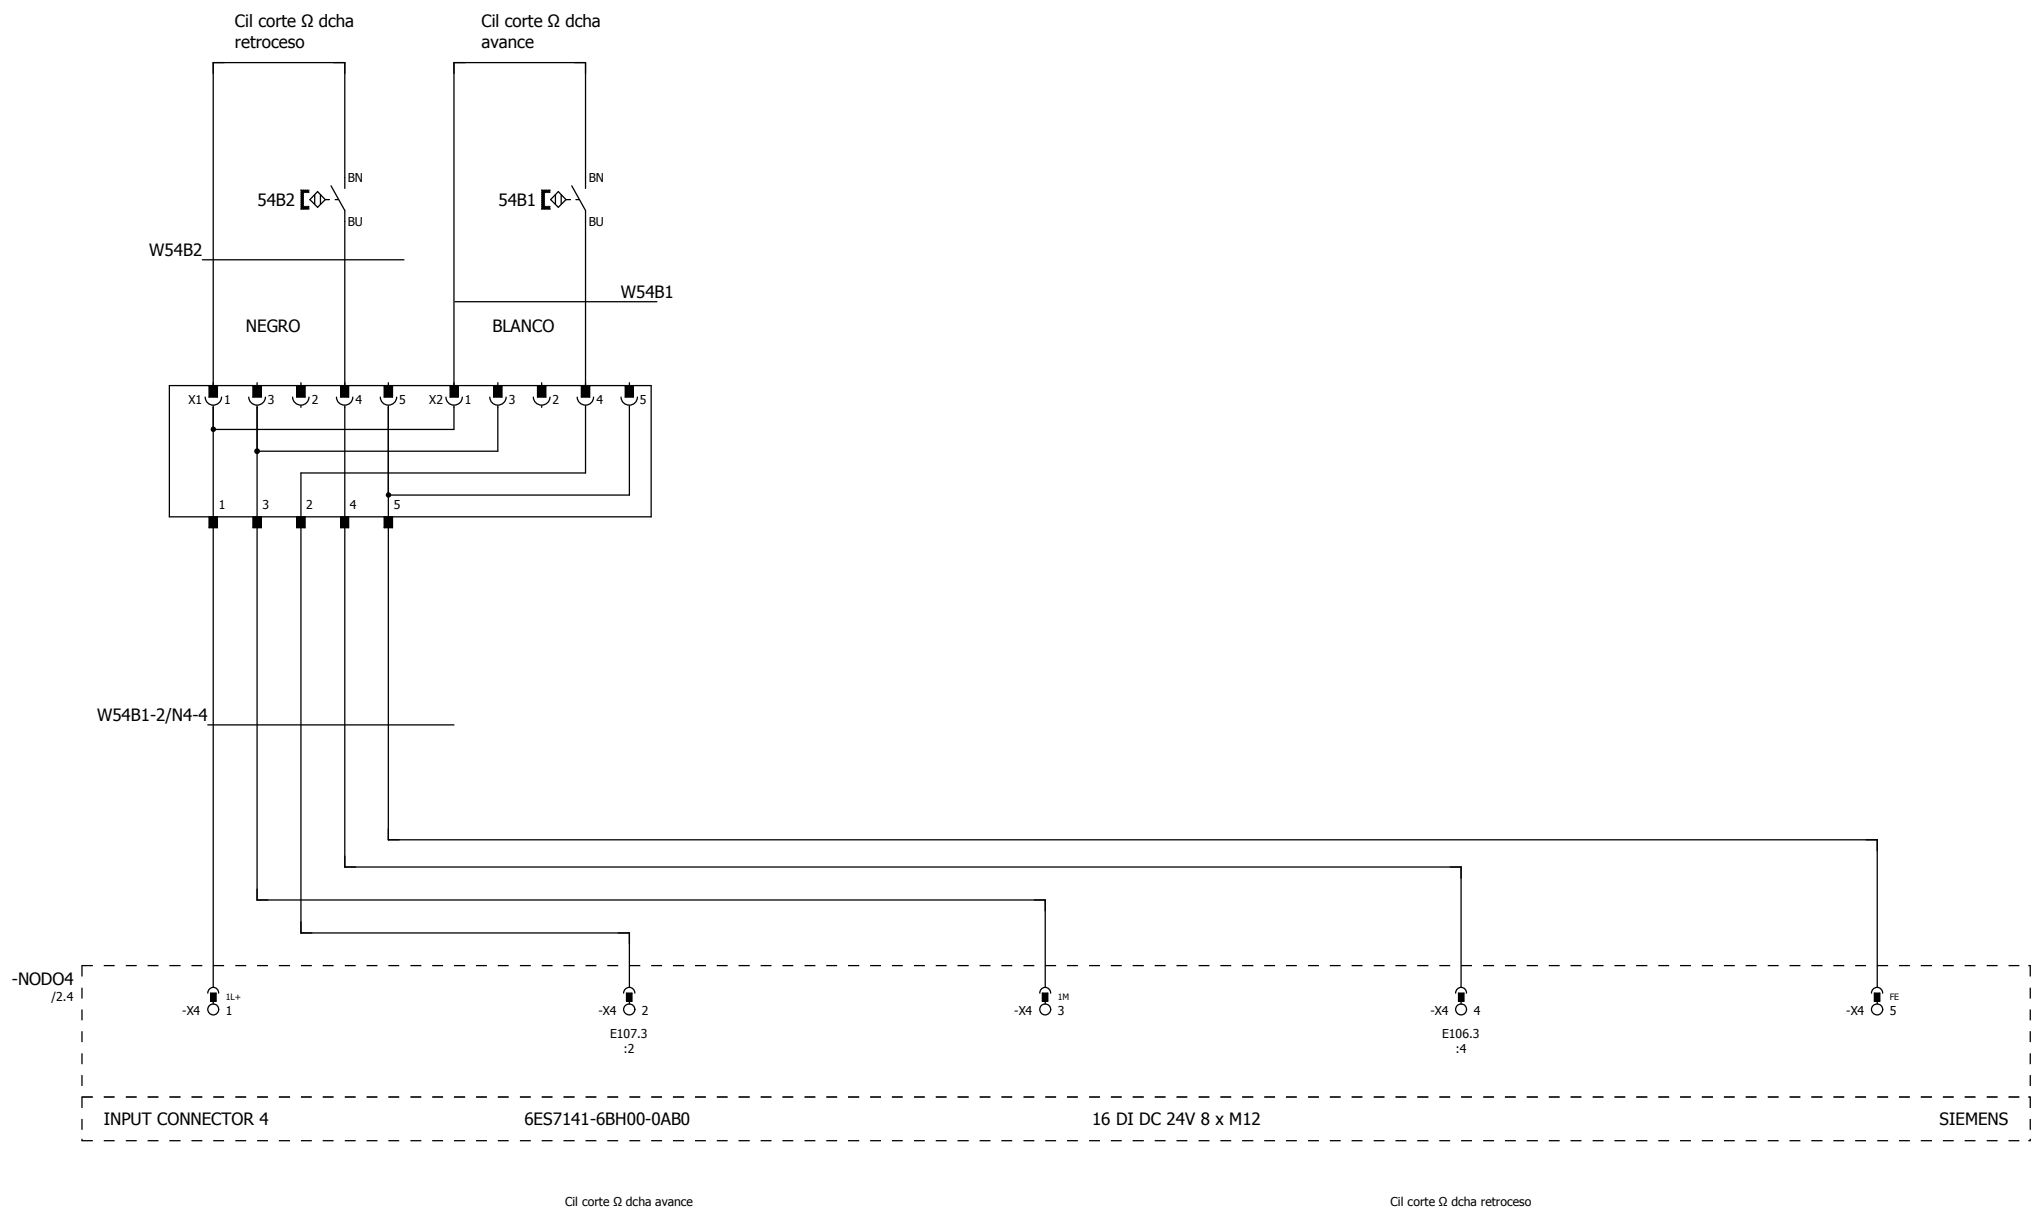 Cil corte Ω dcha
retroceso
Cil corte Ω dcha
avance
BN
54B2
BU
BN
54B1
BU
W54B2
W54B1
NEGRO
BLANCO
X1 1 3 2 4 5 X2 1 3 2 4 5
1 3 2 4 5
W54B1-2/N4-4
-NODO4
/2.4
1L+
-X4 1
-X4 2
E107.3
:2
1M
-X4 3
-X4 4
E106.3
:4
FE
-X4 5
INPUT CONNECTOR 4 6ES7141-6BH00-0AB0 16 DI DC 24V 8 x M12 SIEMENS
Cil corte Ω dcha avance Cil corte Ω dcha retroceso